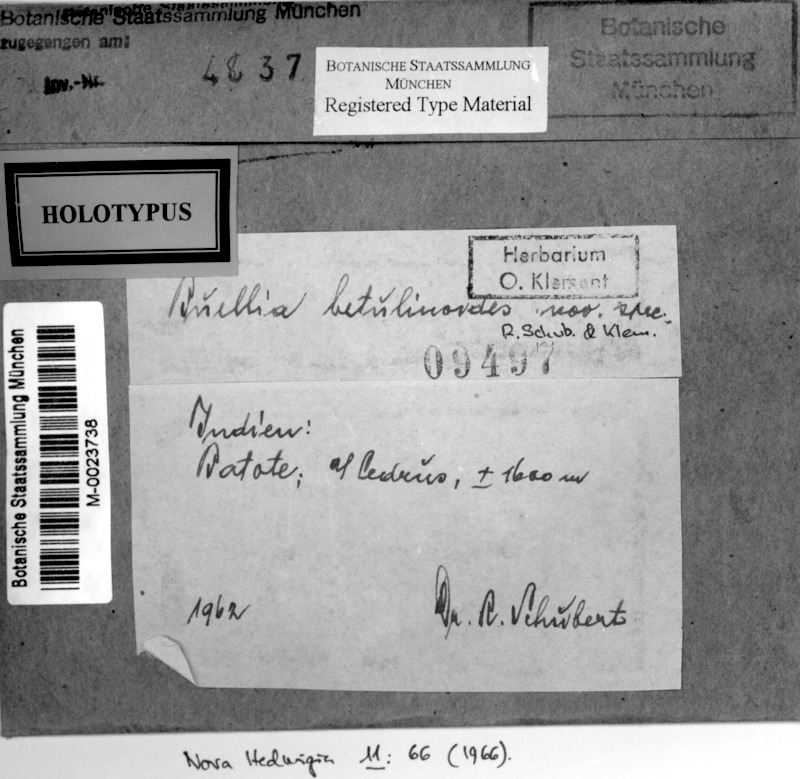 Botanische Staatssammlung München
zugegangen am:
Inv.-Nr. 4837
BOTANISCHE STAATSSAMMLUNG
MÜNCHEN
Registered Type Material
Botanische
Staatssammlung
München
HOLOTYPUS
Herbarium
O. Klement
Buellia betulinoides nov. spec.
R. Schub. & Klem.
09497
Indien:
Batote; a/ Cedrus, ± 1600 m
1962
Dr. R. Schubert
Botanische Staatssammlung München
M-0023738
Nova Hedwigia 11: 66 (1966).